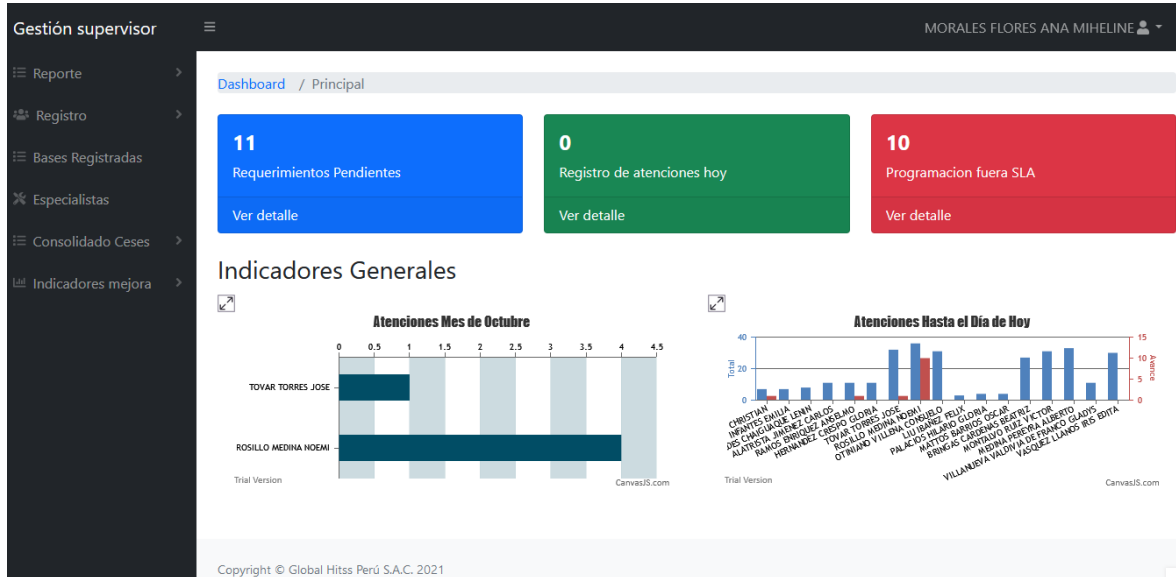 Gestión supervisor
MORALES FLORES ANA MIHELINE
Reporte
Registro
Bases Registradas
Especialistas
Consolidado Ceses
Indicadores mejora
Dashboard / Principal
11
Requerimientos Pendientes
Ver detalle
0
Registro de atenciones hoy
Ver detalle
10
Programacion fuera SLA
Ver detalle
Indicadores Generales
Atenciones Mes de Octubre
0 0.5 1 1.5 2 2.5 3 3.5 4 4.5
TOVAR TORRES JOSE
ROSILLO MEDINA NOEMI
Trial Version
CanvasJS.com
Atenciones Hasta el Día de Hoy
40
20
0
Total
15
10
5
0
Avance
CHRISTIAN
INFANTES EMILIA
DES CHAIGUAQUE LENIN
ALATRISTA JIMENEZ CARLOS
RAMOS ENRIQUEZ ANSELMO
HERNANDEZ CRESPO GLORIA
TOVAR TORRES JOSE
ROSILLO MEDINA NOEMI
OTINIANO VILLENA CONSUELO
LIU IBAÑEZ FELIX
PALACIOS HILARIO GLORIA
MATTOS BARRIOS OSCAR
BRINGAS CARDENAS BEATRIZ
MONTALVO RUIZ VICTOR
MEDINA PEREYRA ALBERTO
VILLANUEVA VALDIVIA DE FRANCO GLADYS
VASQUEZ LLANOS IRIS EDITA
Trial Version
CanvasJS.com
Copyright © Global Hitss Perú S.A.C. 2021